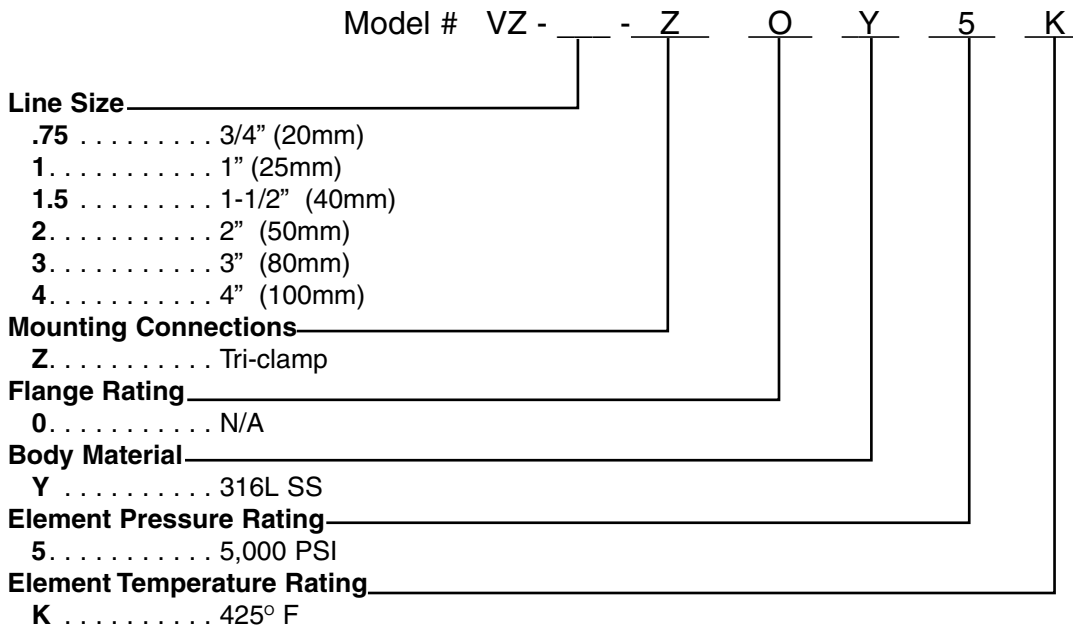 Model # VZ - ___ - Z O Y 5 K
Line Size
.75 . . . . . . . . . 3/4” (20mm)
1. . . . . . . . . . . 1” (25mm)
1.5 . . . . . . . . . 1-1/2” (40mm)
2. . . . . . . . . . . 2” (50mm)
3. . . . . . . . . . . 3” (80mm)
4. . . . . . . . . . . 4” (100mm)
Mounting Connections
Z. . . . . . . . . . . Tri-clamp
Flange Rating
0. . . . . . . . . . . N/A
Body Material
Y . . . . . . . . . . 316L SS
Element Pressure Rating
5. . . . . . . . . . . 5,000 PSI
Element Temperature Rating
K . . . . . . . . . . 425° F